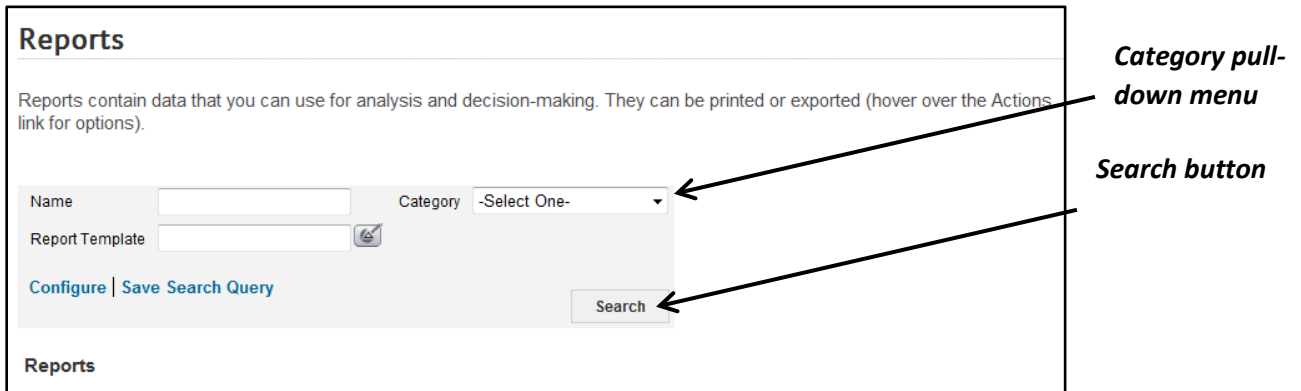 Reports
Reports contain data that you can use for analysis and decision-making. They can be printed or exported (hover over the Actions
link for options).
Name
Category -Select One-
Report Template
Configure | Save Search Query
Search
Reports
Category pull-
down menu
Search button